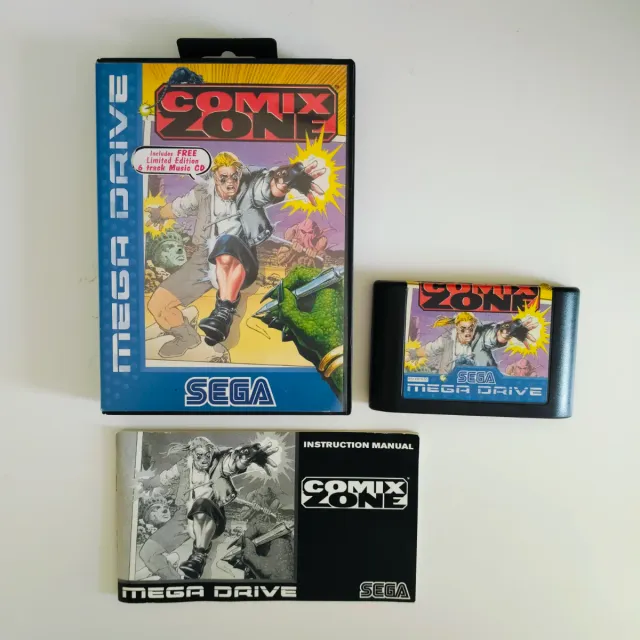 MEGA DRIVE
COMIX
ZONE
Includes FREE
Limited Edition
6 track Music CD
SEGA
COMIX
ZONE
SEGA
MEGA DRIVE
INSTRUCTION MANUAL
COMIX
ZONE
MEGA DRIVE
SEGA